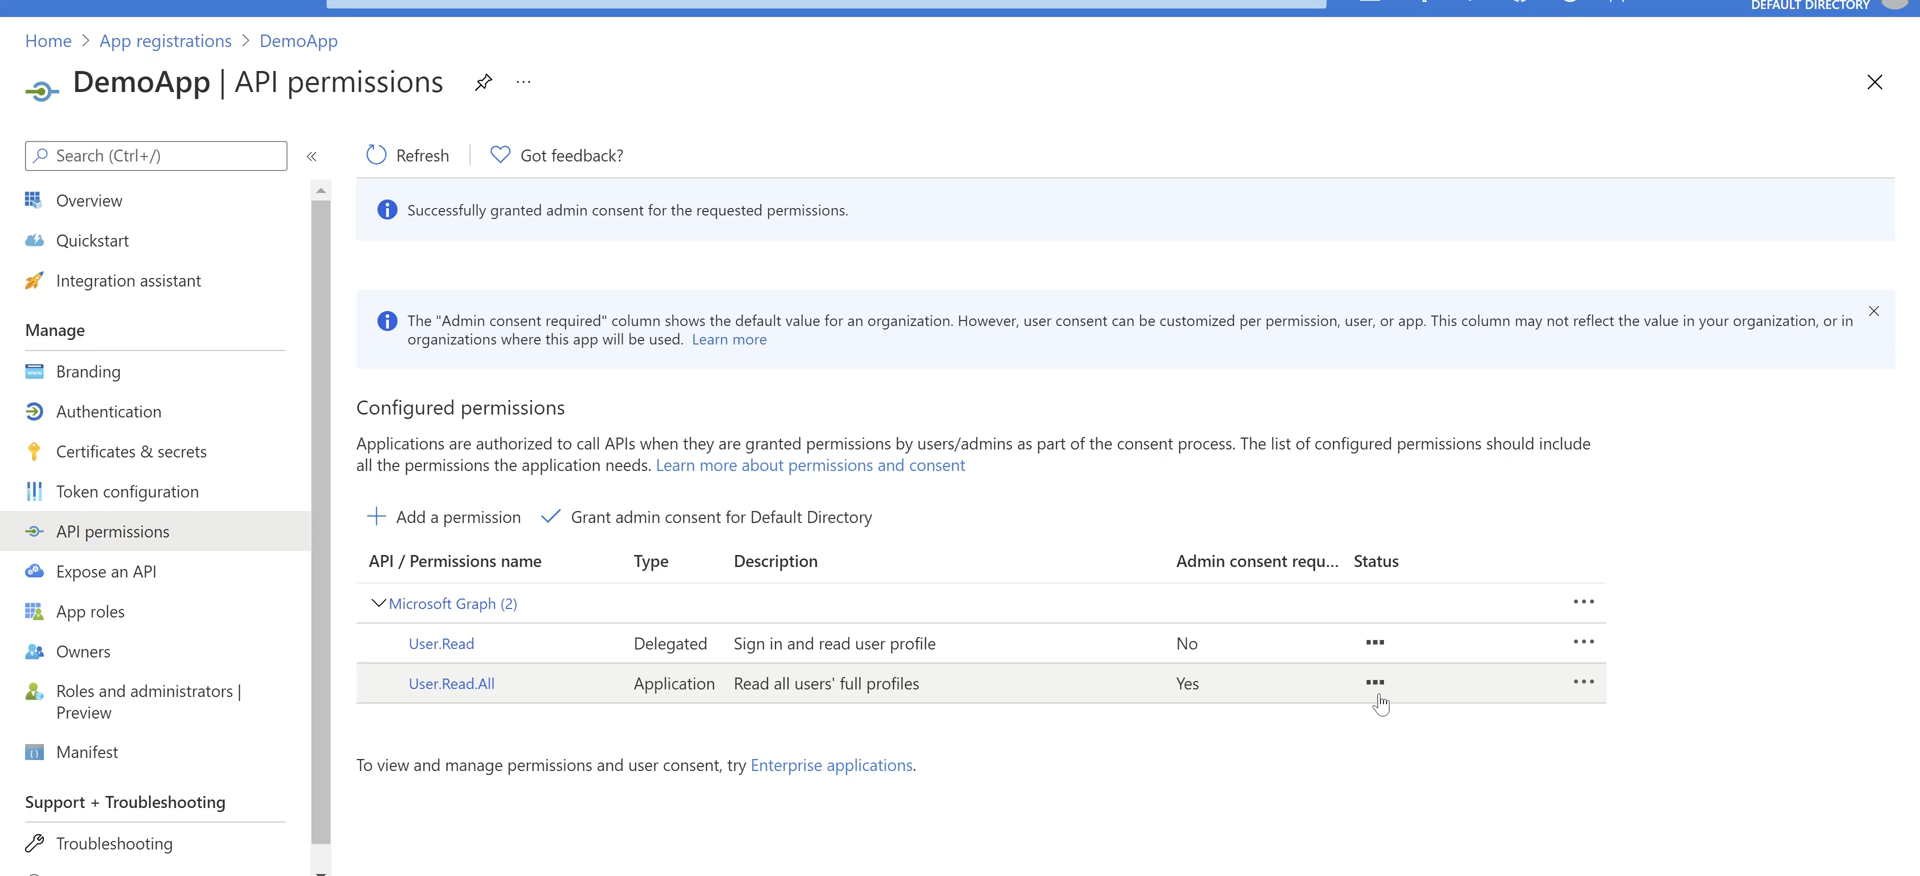 DEFAULT DIRECTORY
Home > App registrations > DemoApp
DemoApp | API permissions
Search (Ctrl+/)
Refresh
Got feedback?
Overview
Quickstart
Integration assistant
Manage
Branding
Authentication
Certificates & secrets
Token configuration
API permissions
Expose an API
App roles
Owners
Roles and administrators |
Preview
Manifest
Support + Troubleshooting
Troubleshooting
Successfully granted admin consent for the requested permissions.
The "Admin consent required" column shows the default value for an organization. However, user consent can be customized per permission, user, or app. This column may not reflect the value in your organization, or in
organizations where this app will be used. Learn more
Configured permissions
Applications are authorized to call APIs when they are granted permissions by users/admins as part of the consent process. The list of configured permissions should include
all the permissions the application needs. Learn more about permissions and consent
Add a permission
Grant admin consent for Default Directory
API / Permissions name Type Description Admin consent requ... Status
Microsoft Graph (2)
User.Read Delegated Sign in and read user profile No
User.Read.All Application Read all users' full profiles Yes
To view and manage permissions and user consent, try Enterprise applications.